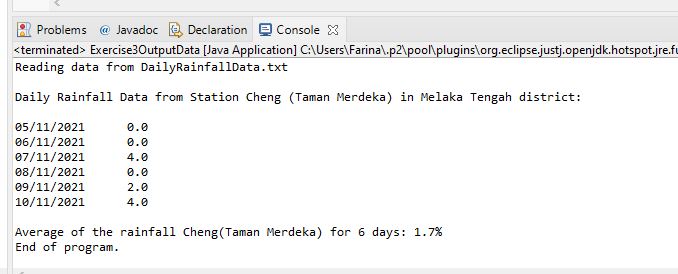 Problems @ Javadoc Declaration Console
<terminated> Exercise3OutputData [Java Application] C:\Users\Farina\.p2\pool\plugins\org.eclipse.justj.openjdk.hotspot.jre.fu
Reading data from DailyRainfallData.txt
Daily Rainfall Data from Station Cheng (Taman Merdeka) in Melaka Tengah district:
05/11/2021 0.0
06/11/2021 0.0
07/11/2021 4.0
08/11/2021 0.0
09/11/2021 2.0
10/11/2021 4.0
Average of the rainfall Cheng(Taman Merdeka) for 6 days: 1.7%
End of program.